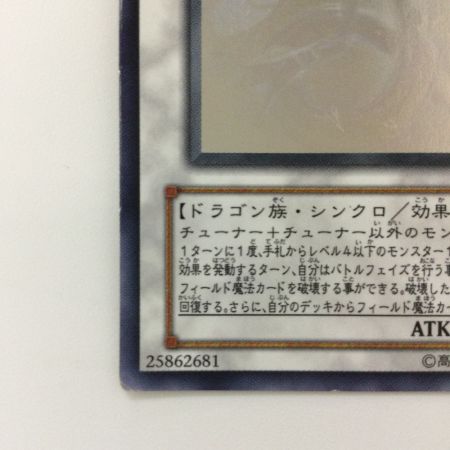 【ドラゴン族・シンクロ／効果
チューナー＋チューナー以外のモン
1ターンに1度、手札からレベル4以下のモンスター1
効果を発動するターン、自分はバトルフェイズを行う事
フィールド魔法カードを破壊する事ができる。破壊した
回復する。さらに、自分のデッキからフィールド魔法カー
ATK
25862681 ©高